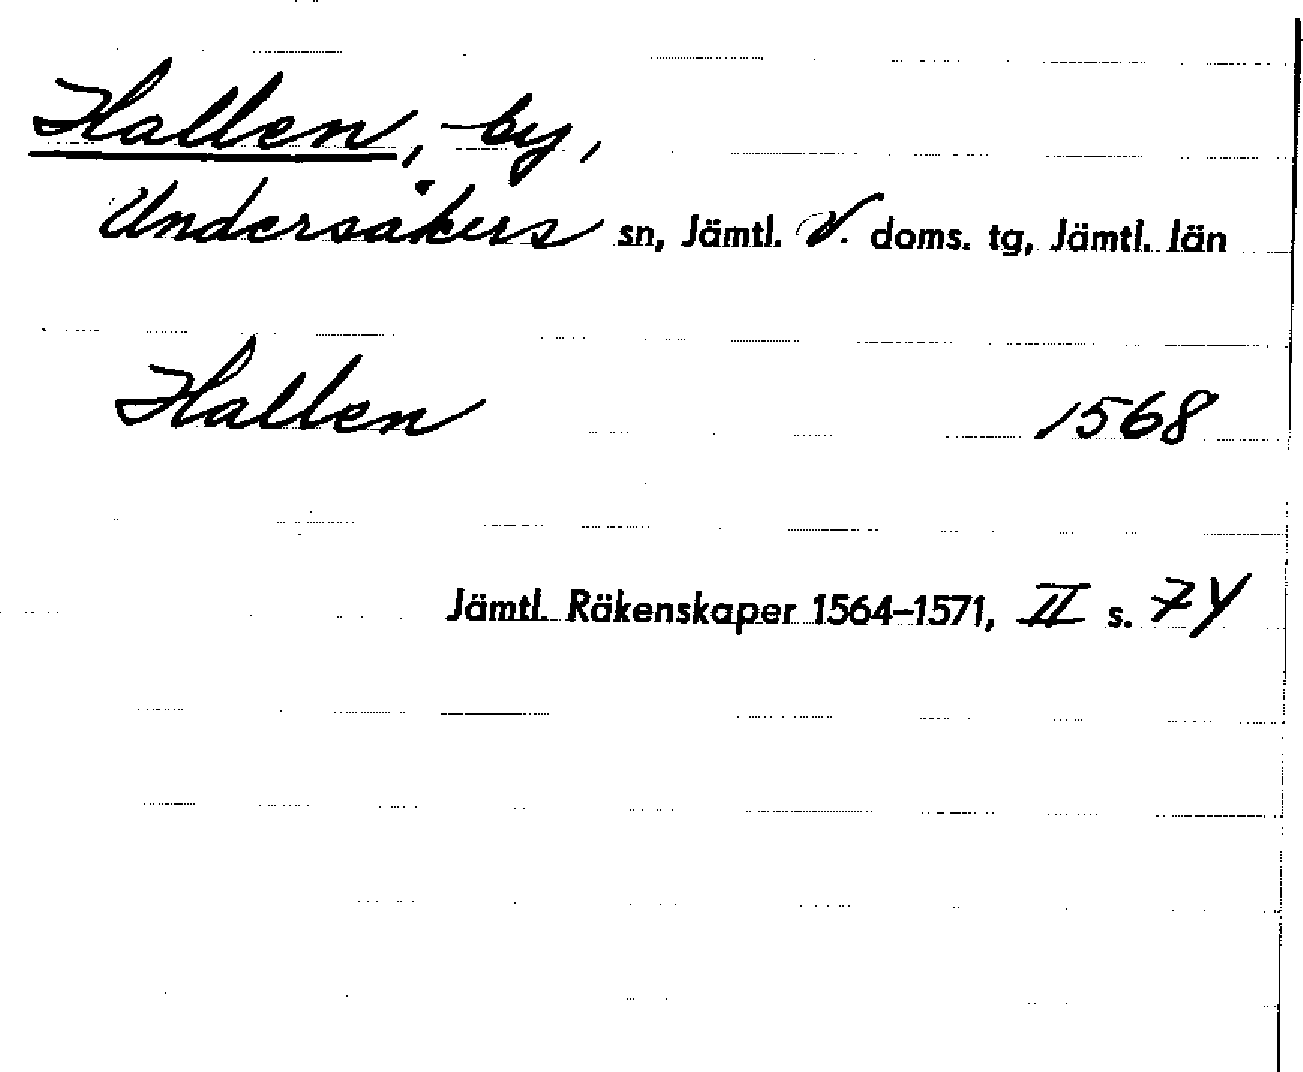 Hallen, by,
Undersåkers sn, Jämtl. V. doms. tg, Jämtl. län
Hallen 1568
Jämtl. Räkenskaper 1564–1571, II s. 74